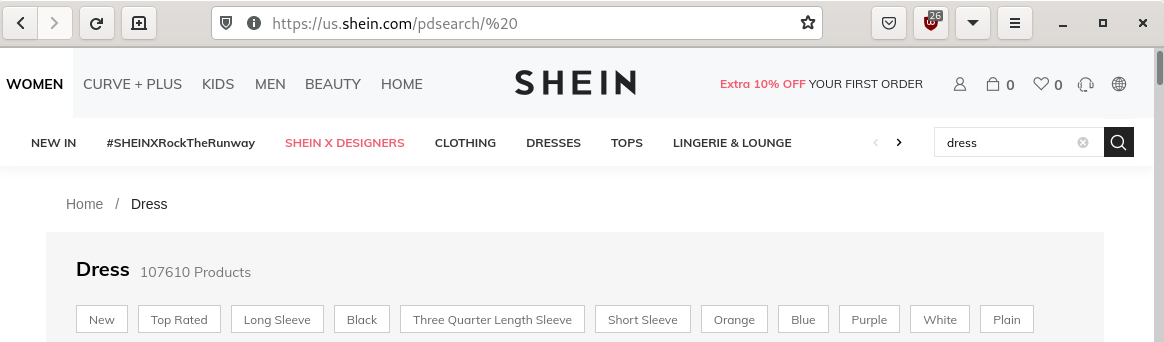 https://us.shein.com/pdsearch/%20
26
WOMEN CURVE + PLUS KIDS MEN BEAUTY HOME SHEIN Extra 10% OFF YOUR FIRST ORDER 0 0
NEW IN #SHEINXRockTheRunway SHEIN X DESIGNERS CLOTHING DRESSES TOPS LINGERIE & LOUNGE dress
Home / Dress
Dress 107610 Products
New Top Rated Long Sleeve Black Three Quarter Length Sleeve Short Sleeve Orange Blue Purple White Plain